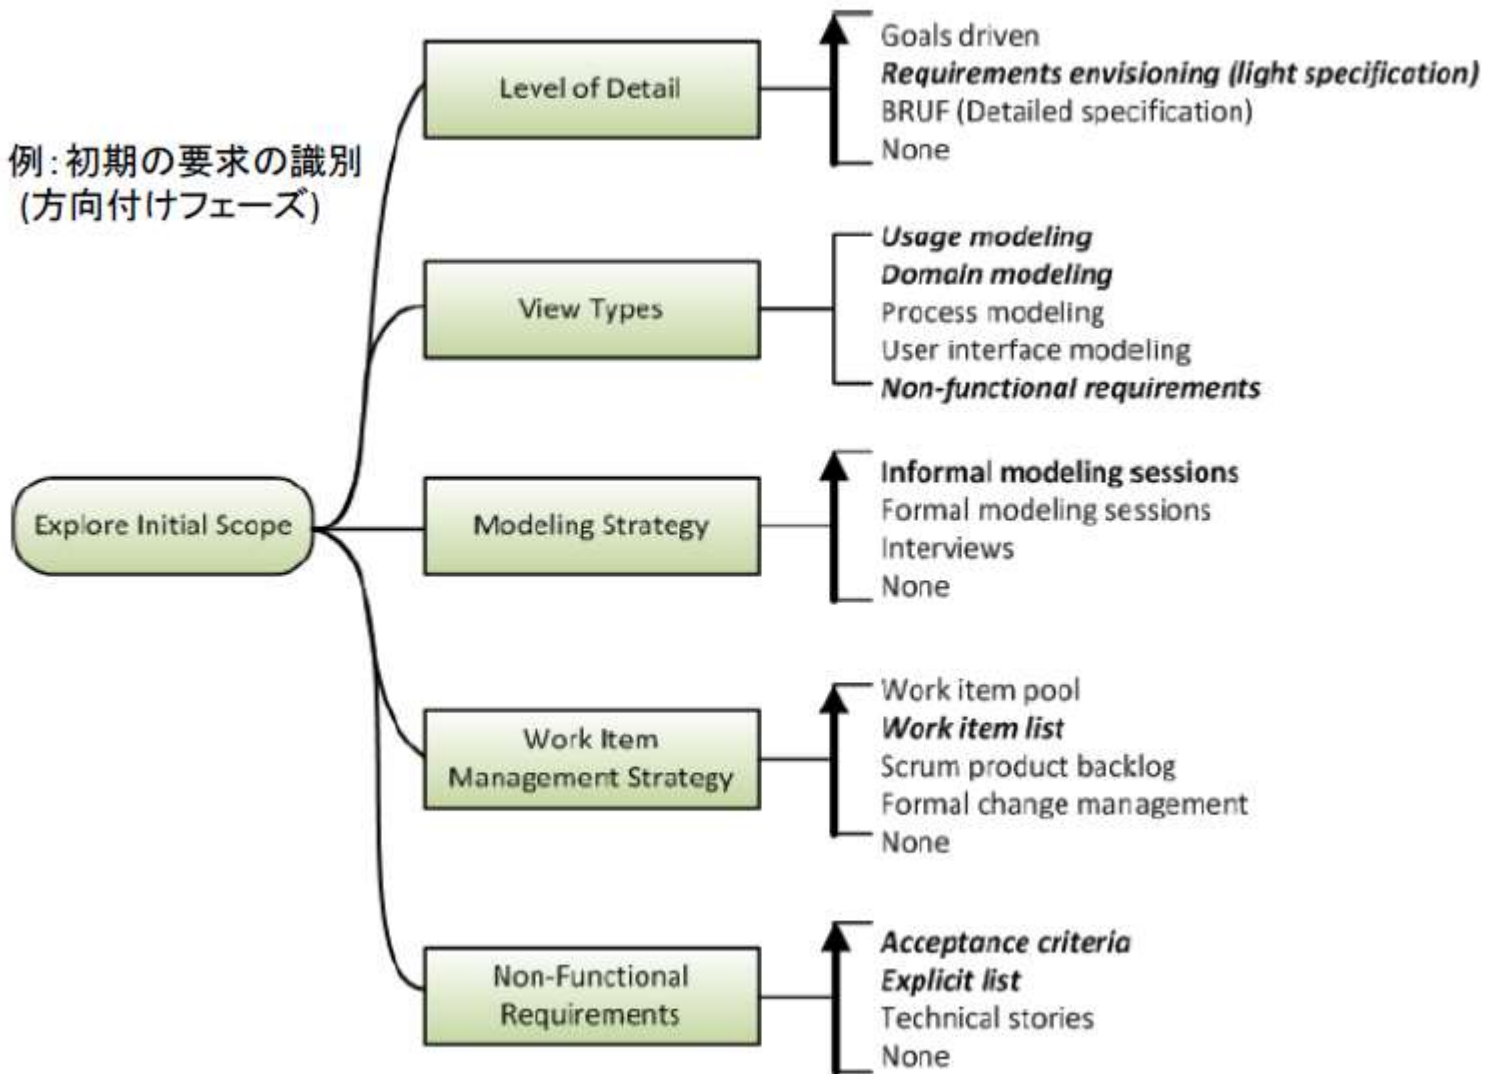 例：初期の要求の識別
(方向付けフェーズ)
Explore Initial Scope
Level of Detail
Goals driven
Requirements envisioning (light specification)
BRUF (Detailed specification)
None
View Types
Usage modeling
Domain modeling
Process modeling
User interface modeling
Non-functional requirements
Modeling Strategy
Informal modeling sessions
Formal modeling sessions
Interviews
None
Work Item
Management Strategy
Work item pool
Work item list
Scrum product backlog
Formal change management
None
Non-Functional
Requirements
Acceptance criteria
Explicit list
Technical stories
None